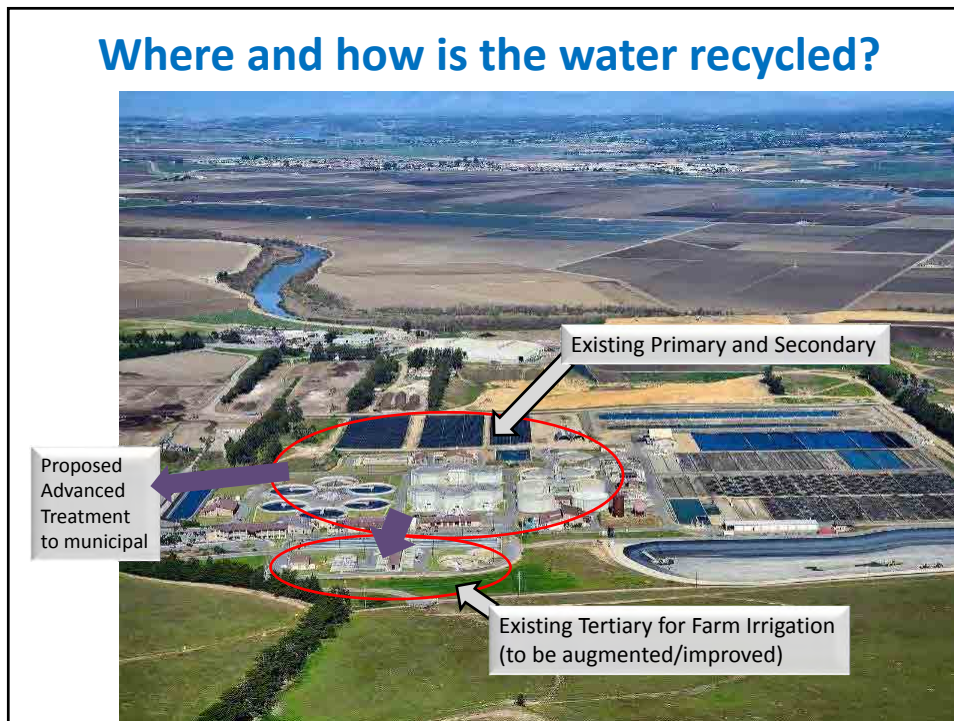 Where and how is the water recycled?
Existing Primary and Secondary
Proposed
Advanced
Treatment
to municipal
Existing Tertiary for Farm Irrigation
(to be augmented/improved)